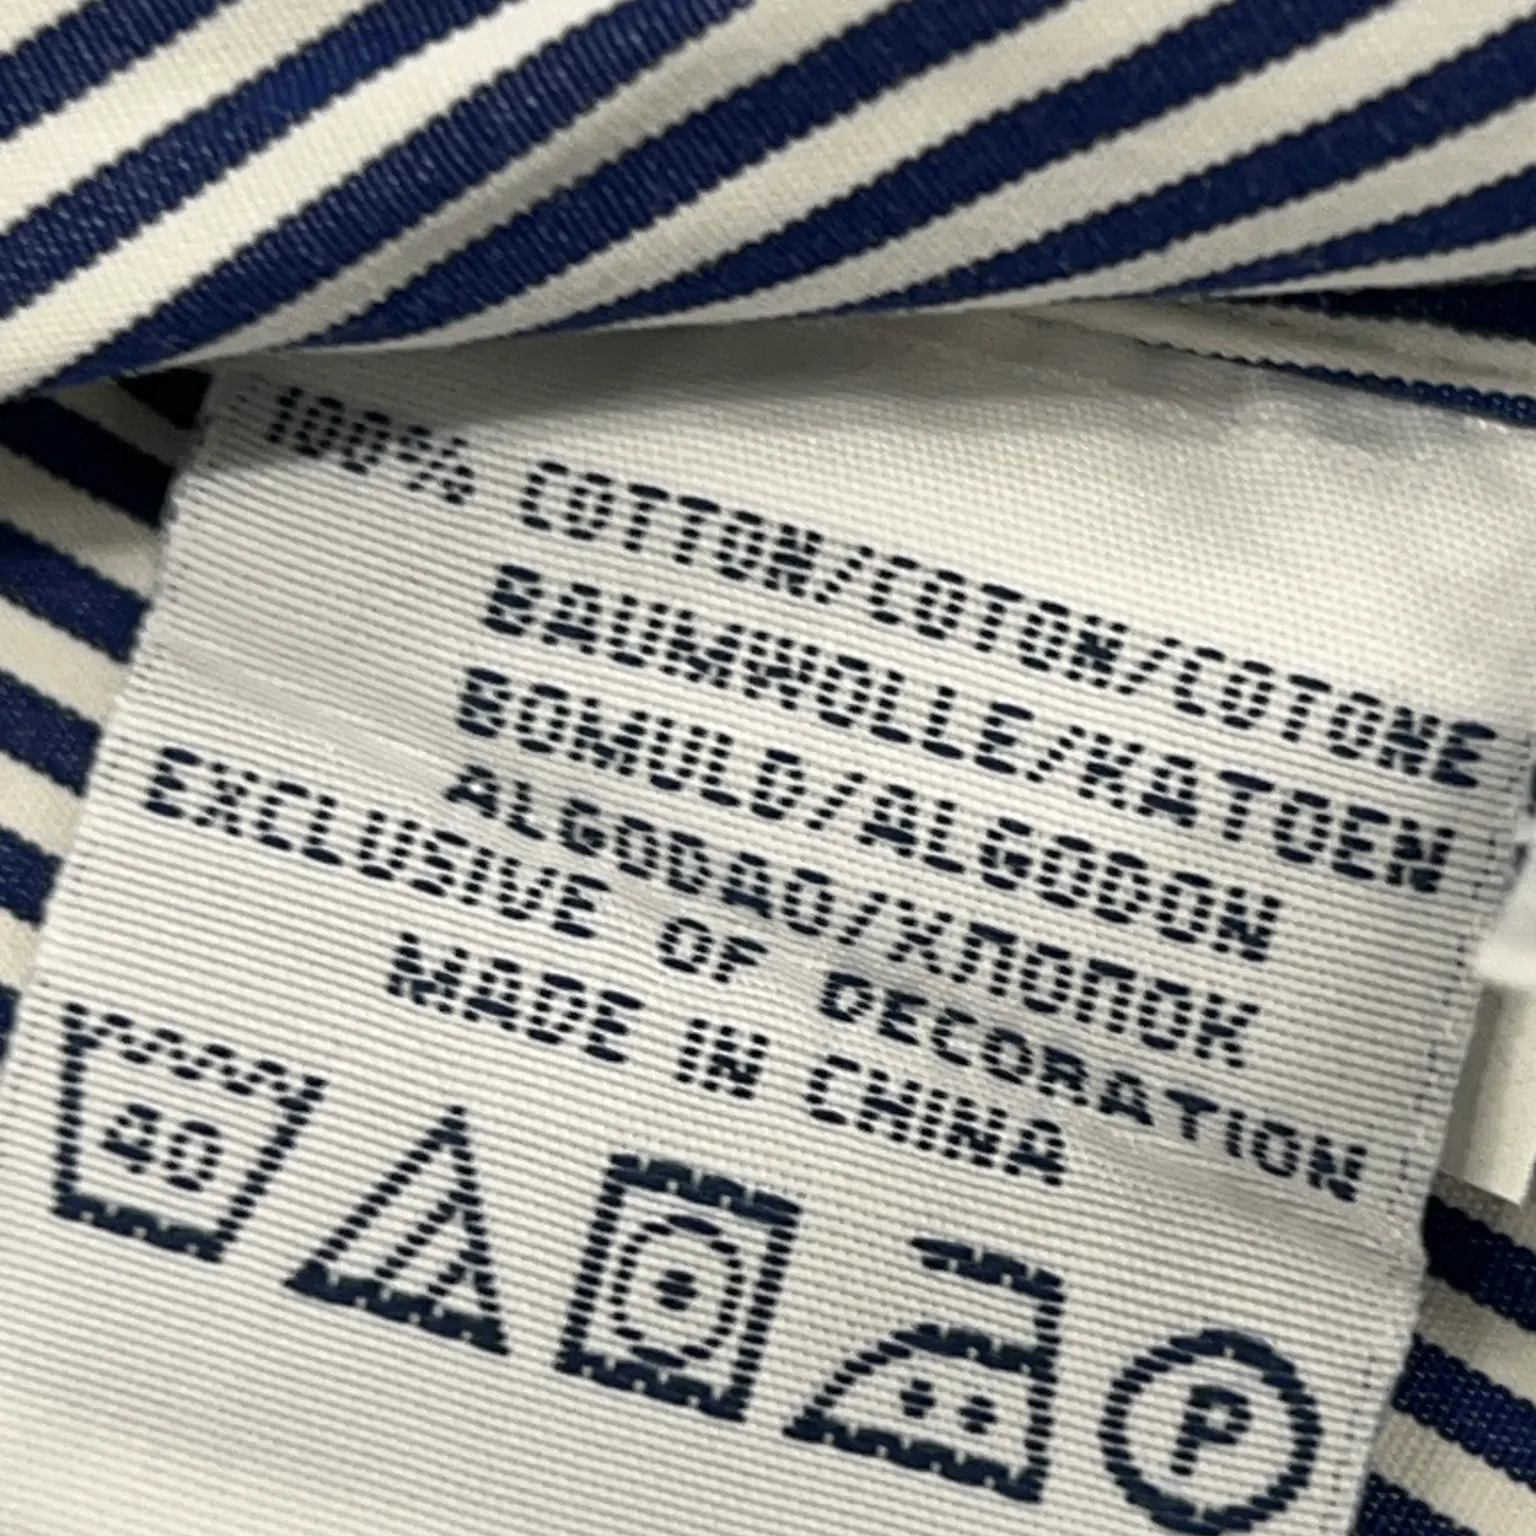 100% COTTON/COTON/COTONE
BAUMWOLLE/KATOEN
BOMULD/ALGODON
ALGODAO/ХЛОПОК
EXCLUSIVE OF DECORATION
MADE IN CHINA
40
P